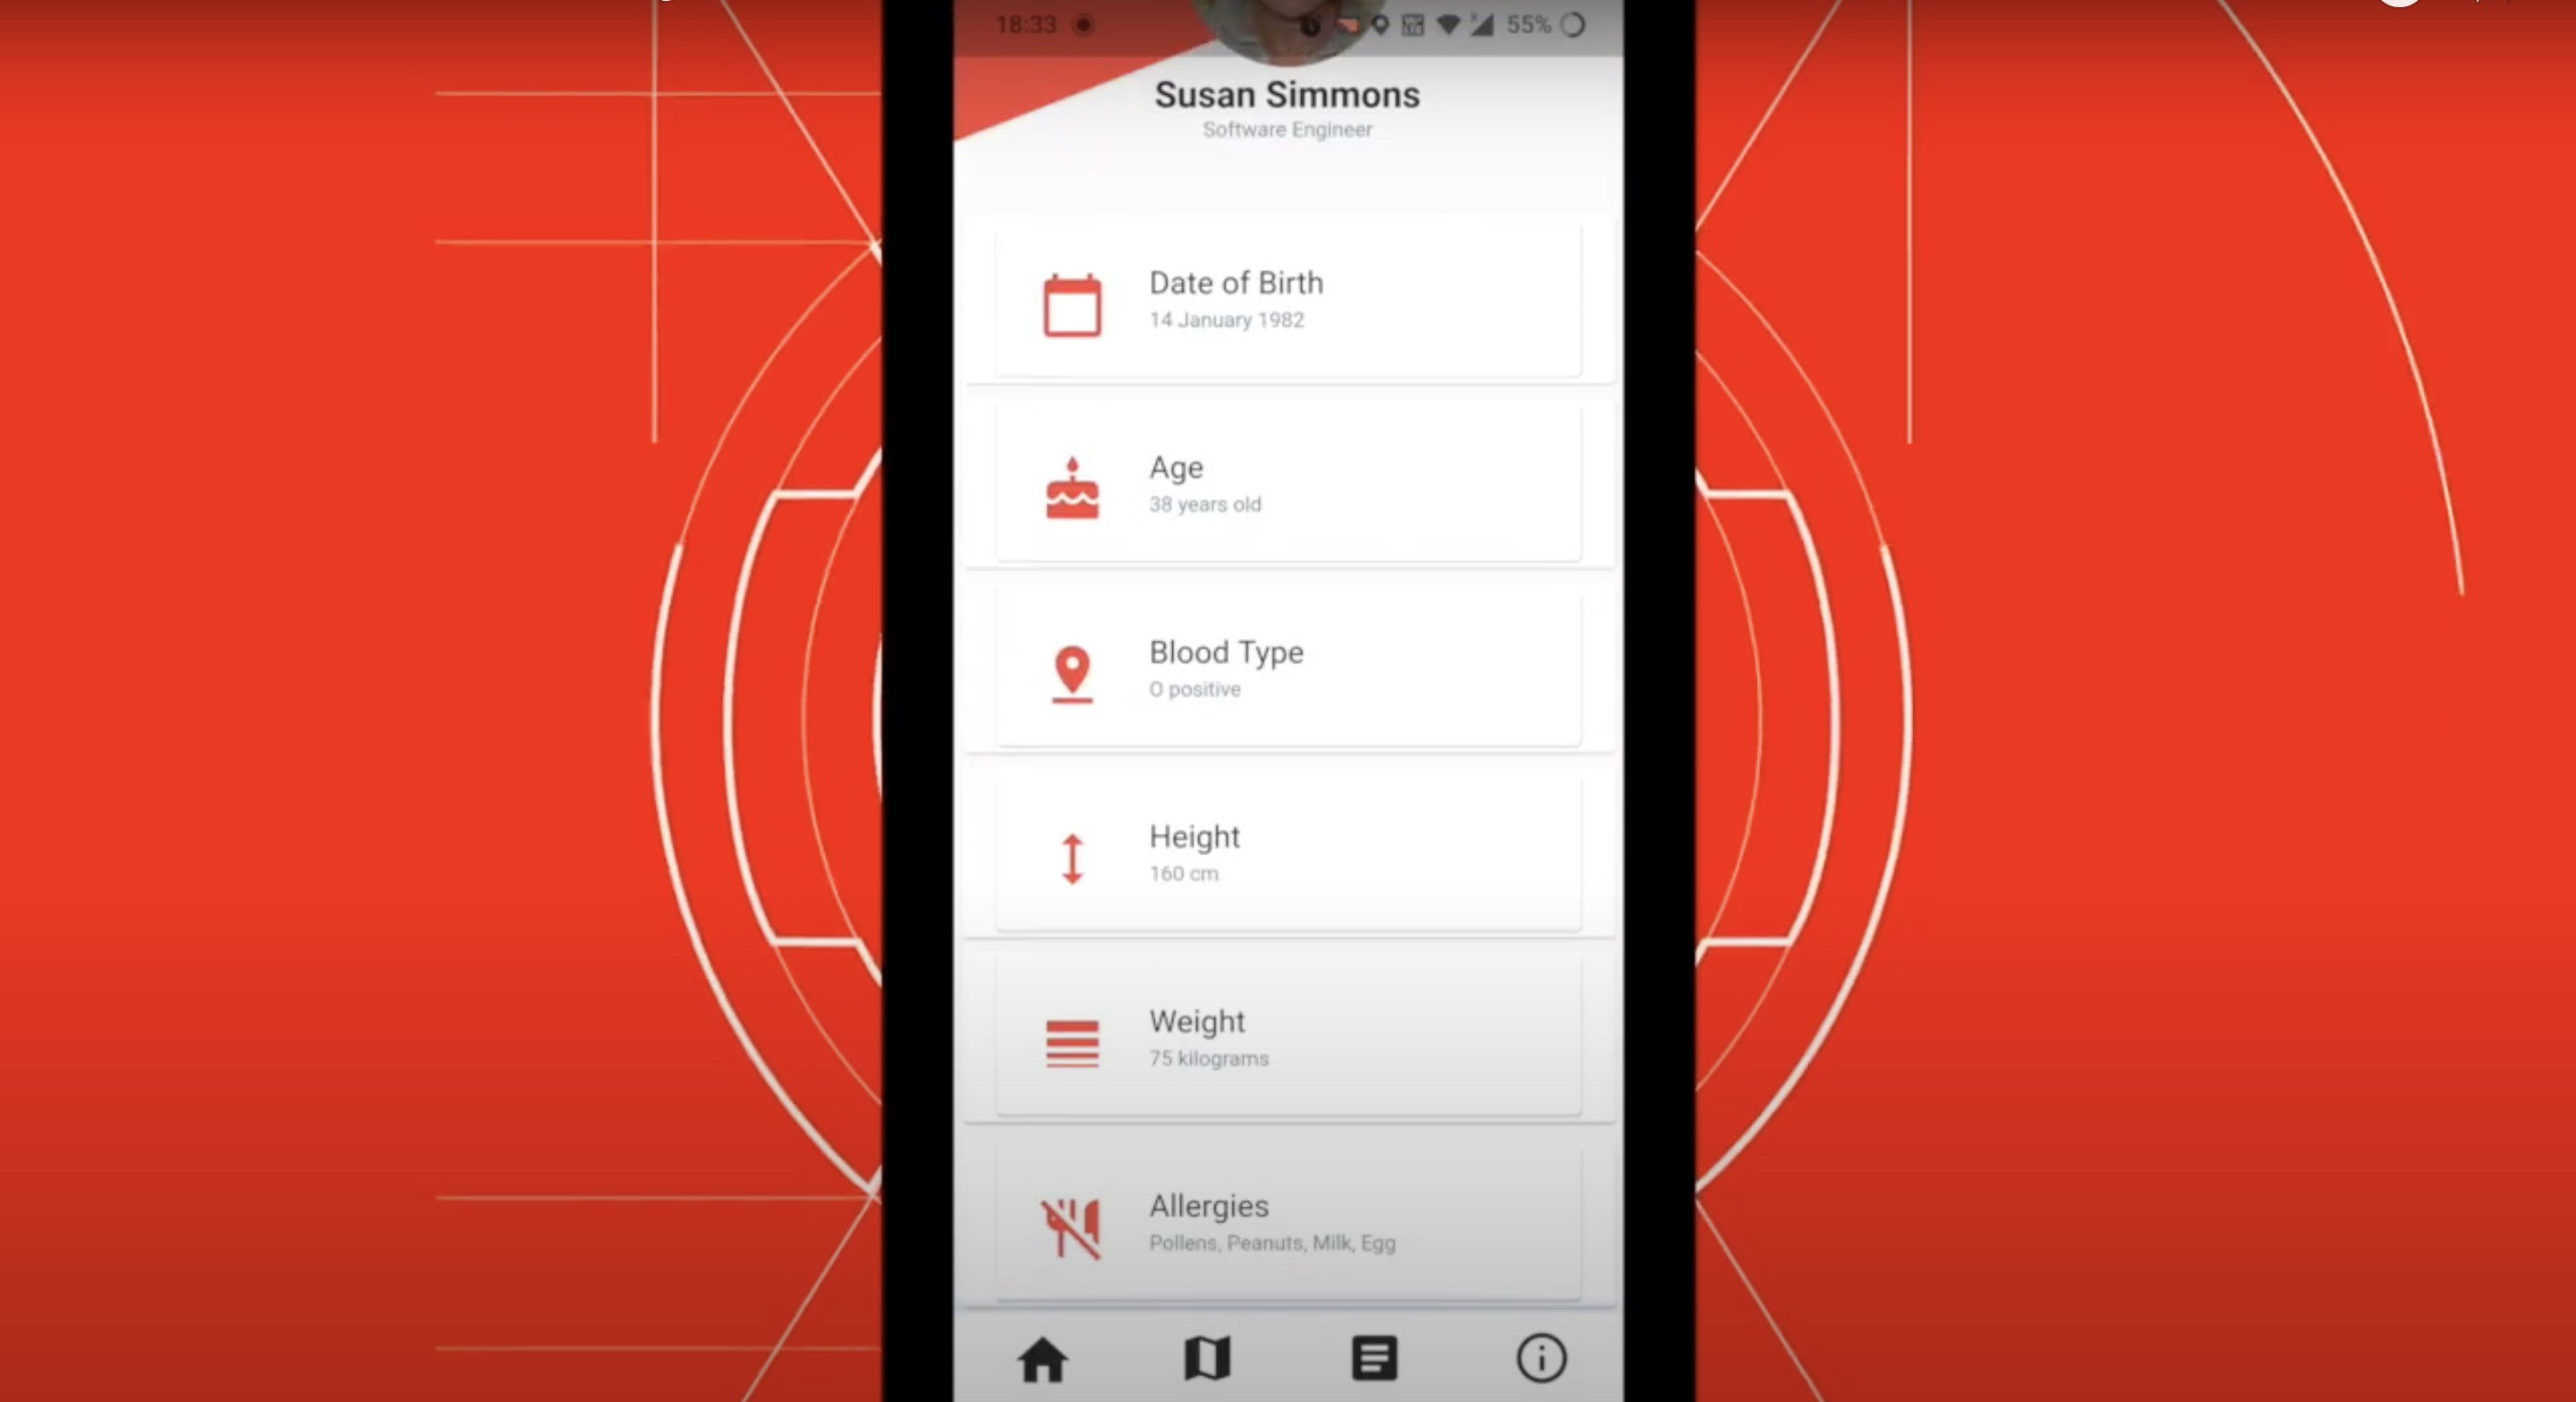 18:33 55%
Susan Simmons
Software Engineer
Date of Birth
14 January 1982
Age
38 years old
Blood Type
O positive
Height
160 cm
Weight
75 kilograms
Allergies
Pollens, Peanuts, Milk, Egg